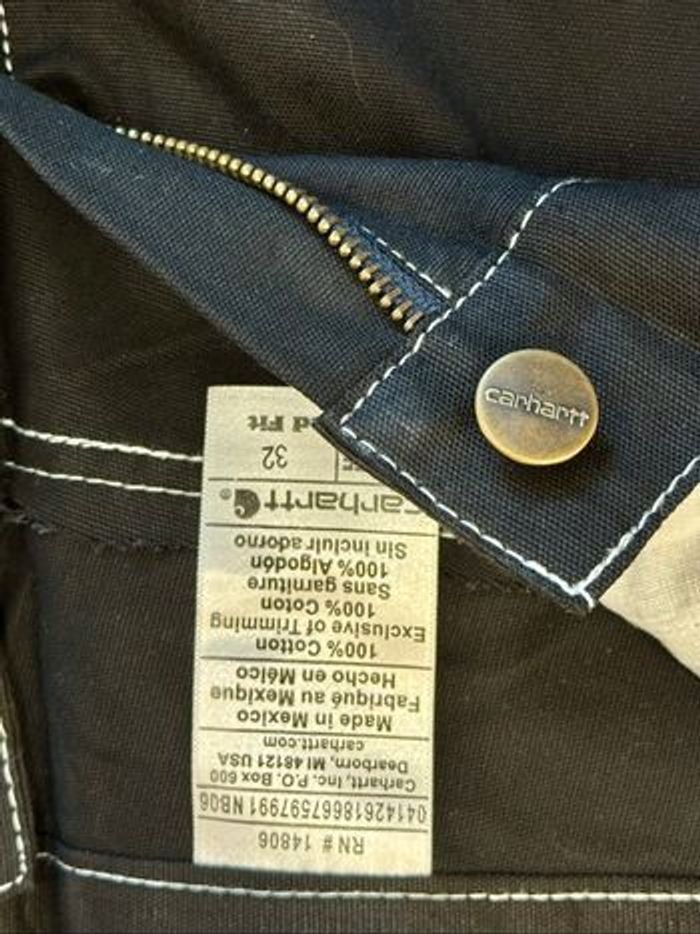 carhartt
RN # 14806
04142618667597991 NB06
Carhartt, Inc. P.O. Box 600
Dearborn, MI 48121 USA
carhartt.com
Made in Mexico
Fabriqué au Mexique
Hecho en México
100% Cotton
Exclusive of Trimming
100% Coton
Sans garniture
100% Algodón
Sin incluir adorno
carhartt®
32
Fit